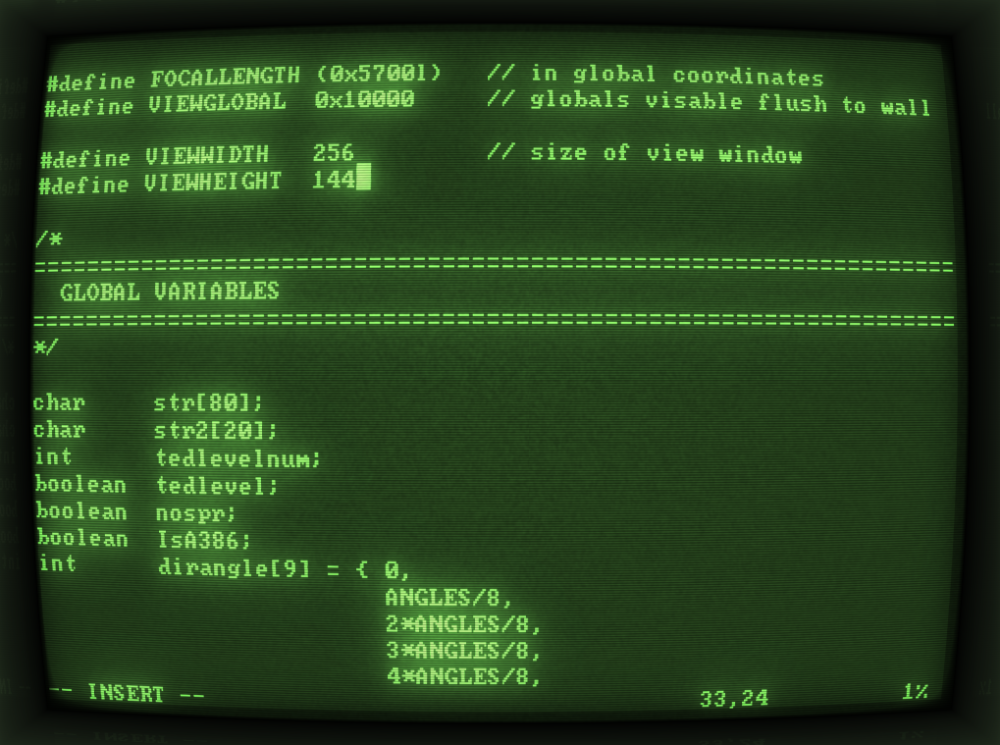 #define FOCALLENGTH (0x5700l) // in global coordinates
#define VIEWGLOBAL 0x10000 // globals visable flush to wall
#define VIEWWIDTH 256 // size of view window
#define VIEWHEIGHT 144
/*
=====================================================================
GLOBAL VARIABLES
=====================================================================
*/
char str[80];
char str2[20];
int tedlevelnum;
boolean tedlevel;
boolean nospr;
boolean IsA386;
int dirangle[9] = { 0,
ANGLES/8,
2*ANGLES/8,
3*ANGLES/8,
4*ANGLES/8,
-- INSERT -- 33,24 1%